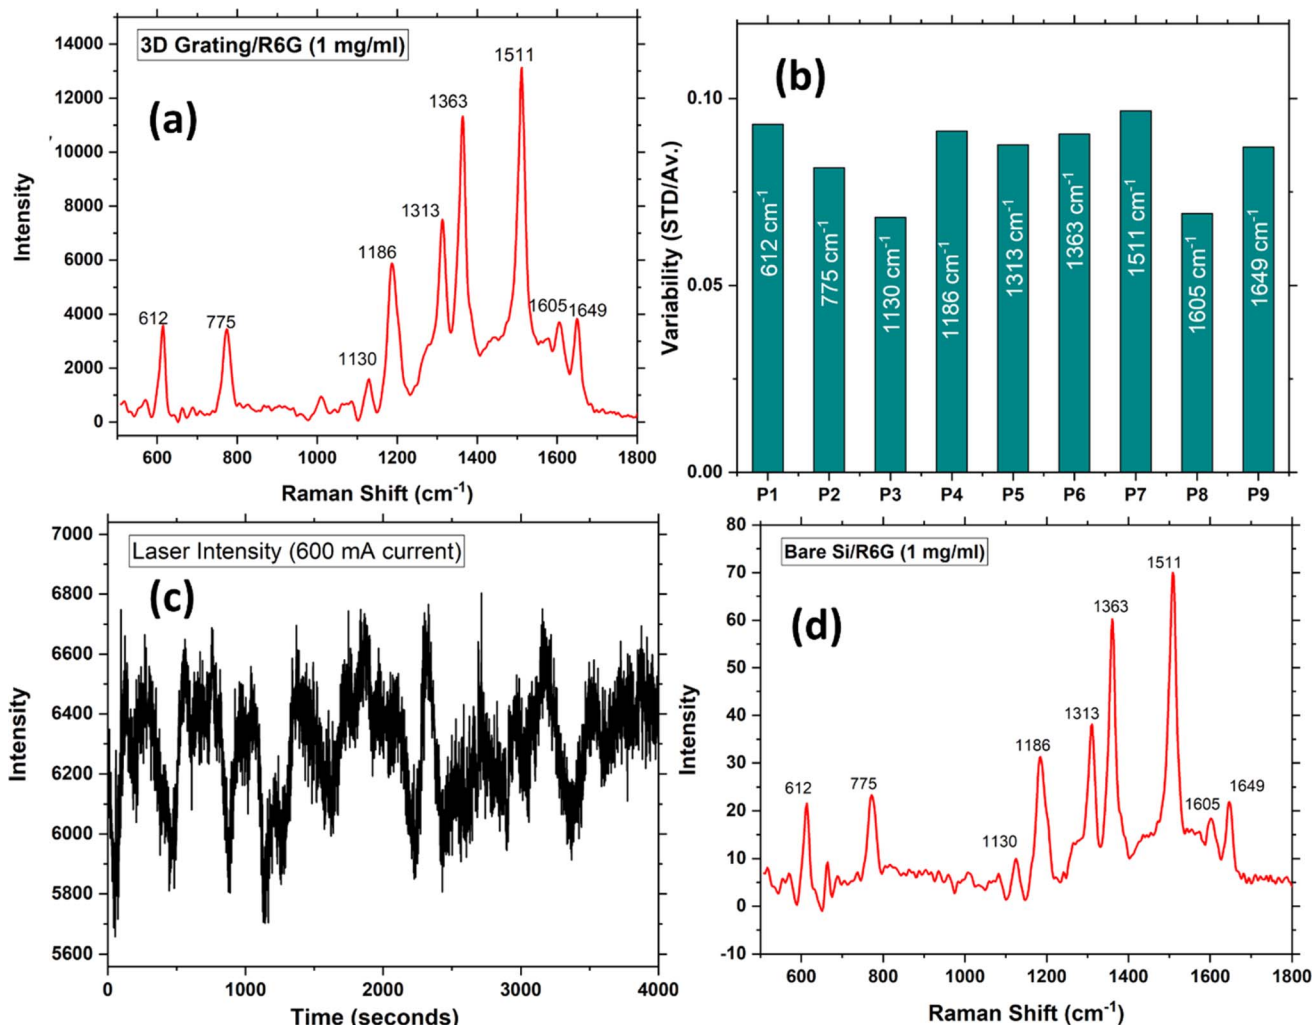 3D Grating/R6G (1 mg/ml)
(a)
14000
12000
10000
8000
6000
4000
2000
0
Intensity
612
775
1130
1186
1313
1363
1511
1605
1649
600
800
1000
1200
1400
1600
1800
Raman Shift (cm-1)
(b)
0.10
0.05
0.00
Variability (STD/Av.)
612 cm-1
775 cm-1
1130 cm-1
1186 cm-1
1313 cm-1
1363 cm-1
1511 cm-1
1605 cm-1
1649 cm-1
P1
P2
P3
P4
P5
P6
P7
P8
P9
Laser Intensity (600 mA current)
(c)
7000
6800
6600
6400
6200
6000
5800
5600
Intensity
0
1000
2000
3000
4000
Time (seconds)
Bare Si/R6G (1 mg/ml)
(d)
80
70
60
50
40
30
20
10
0
-10
Intensity
612
775
1130
1186
1313
1363
1511
1605
1649
600
800
1000
1200
1400
1600
1800
Raman Shift (cm-1)